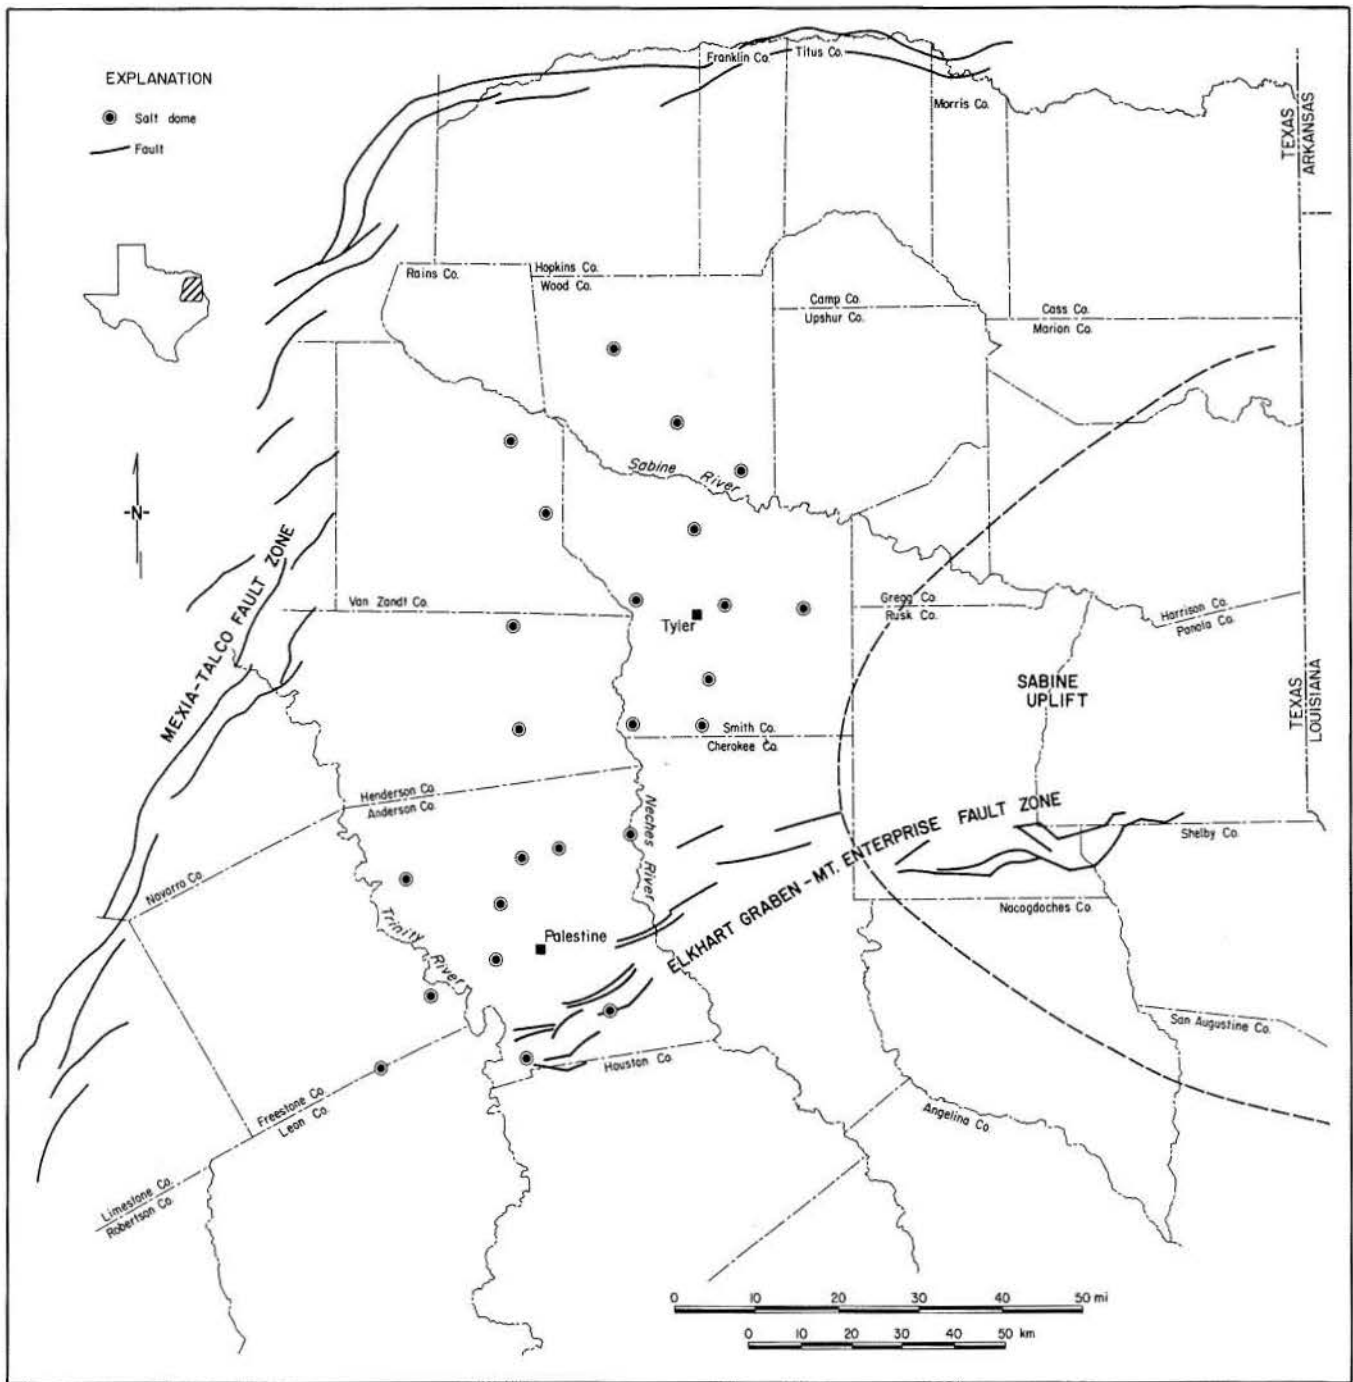 EXPLANATION
Salt dome
Fault
Franklin Co.
Titus Co.
Morris Co.
TEXAS
ARKANSAS
Rains Co.
Hopkins Co.
Wood Co.
Camp Co.
Upshur Co.
Cass Co.
Marion Co.
Sabine River
-N-
MEXIA-TALCO FAULT ZONE
Van Zandt Co.
Tyler
Gregg Co.
Rusk Co.
Harrison Co.
Panola Co.
SABINE
UPLIFT
TEXAS
LOUISIANA
Smith Co.
Cherokee Co.
Henderson Co.
Anderson Co.
Neches River
ELKHART GRABEN - MT. ENTERPRISE FAULT ZONE
Shelby Co.
Navarro Co.
Trinity River
Palestine
Nacogdoches Co.
San Augustine Co.
Houston Co.
Freestone Co.
Leon Co.
Angelina Co.
Limestone Co.
Robertson Co.
0 10 20 30 40 50 mi
0 10 20 30 40 50 km